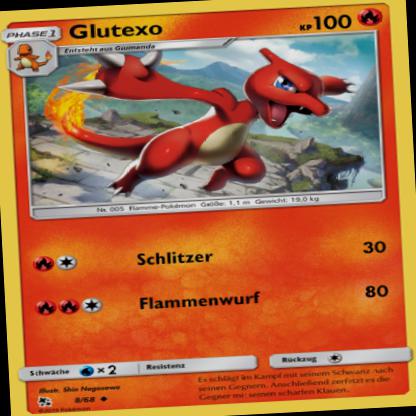 PHASE 1 Glutexo KP 100
Entsteht aus Glumanda
Nr. 005 Flamme-Pokémon Größe: 1,1 m Gewicht: 19,0 kg
Schlitzer 30
Flammenwurf 80
Schwäche ×2 Resistenz Rückzug
Es schlägt im Kampf mit seinem Schwanz nach
seinen Gegnern. Anschließend zerfetzt es die
Gegner mit seinen scharfen Klauen.
Illus. Shin Nagasawa
8/68